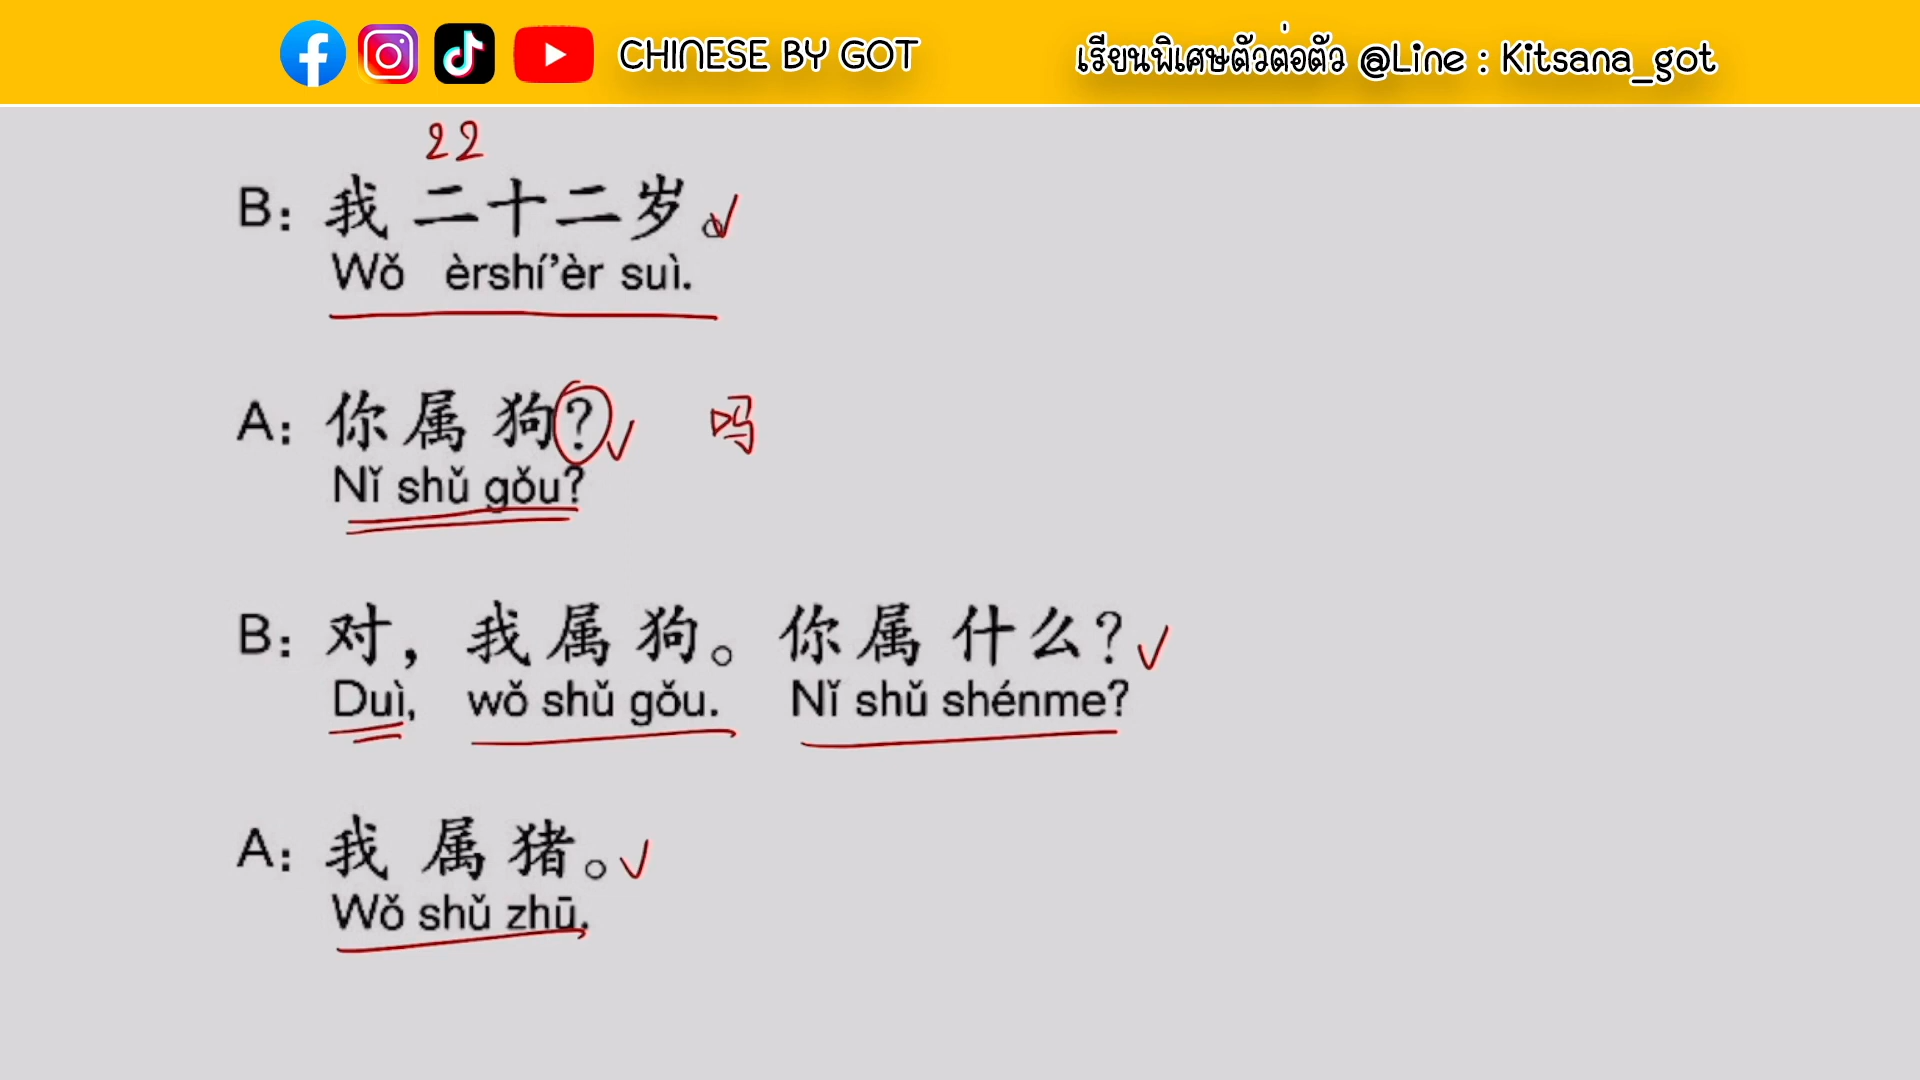 CHINESE BY GOT
เรียนพิเศษตัวต่อตัว @Line : Kitsana_got
22
B: 我 二十二岁。
Wǒ èrshí’èr suì.
A: 你属狗? 吗
Nǐ shǔ gǒu?
B: 对，我属狗。你属什么?
Duì, wǒ shǔ gǒu. Nǐ shǔ shénme?
A: 我属猪。
Wǒ shǔ zhū.